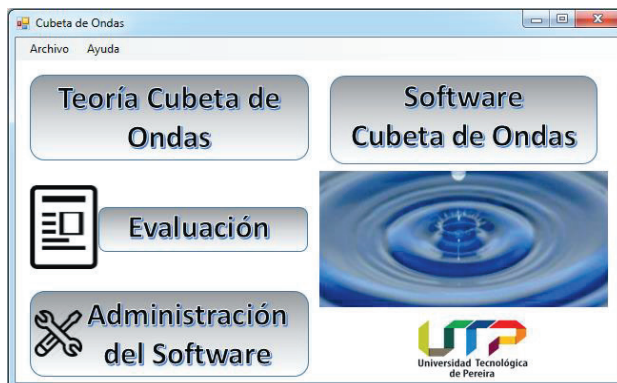 Cubeta de Ondas
Archivo Ayuda
Teoría Cubeta de
Ondas
Software
Cubeta de Ondas
Evaluación
Administración
del Software
UTP
Universidad Tecnológica
de Pereira